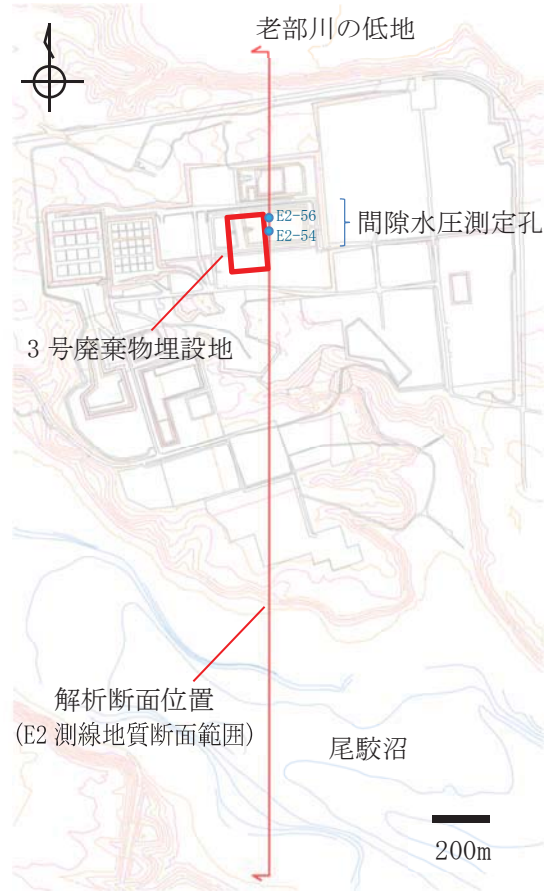 老部川の低地
E2-56
E2-54
間隙水圧測定孔
3 号廃棄物埋設地
解析断面位置
(E2 測線地質断面範囲)
尾駮沼
200m